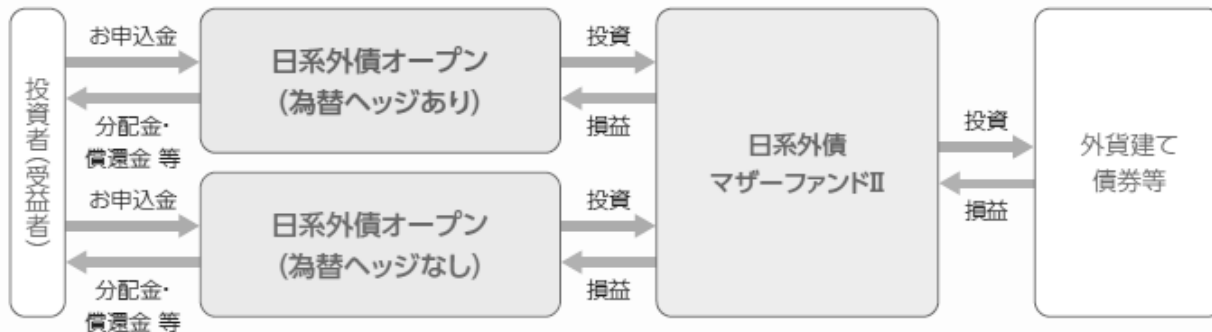 投資者(受益者)
お申込金
分配金・
償還金 等
お申込金
分配金・
償還金 等
日系外債オープン
(為替ヘッジあり)
日系外債オープン
(為替ヘッジなし)
投資
損益
投資
損益
日系外債
マザーファンドⅡ
投資
損益
外貨建て
債券等